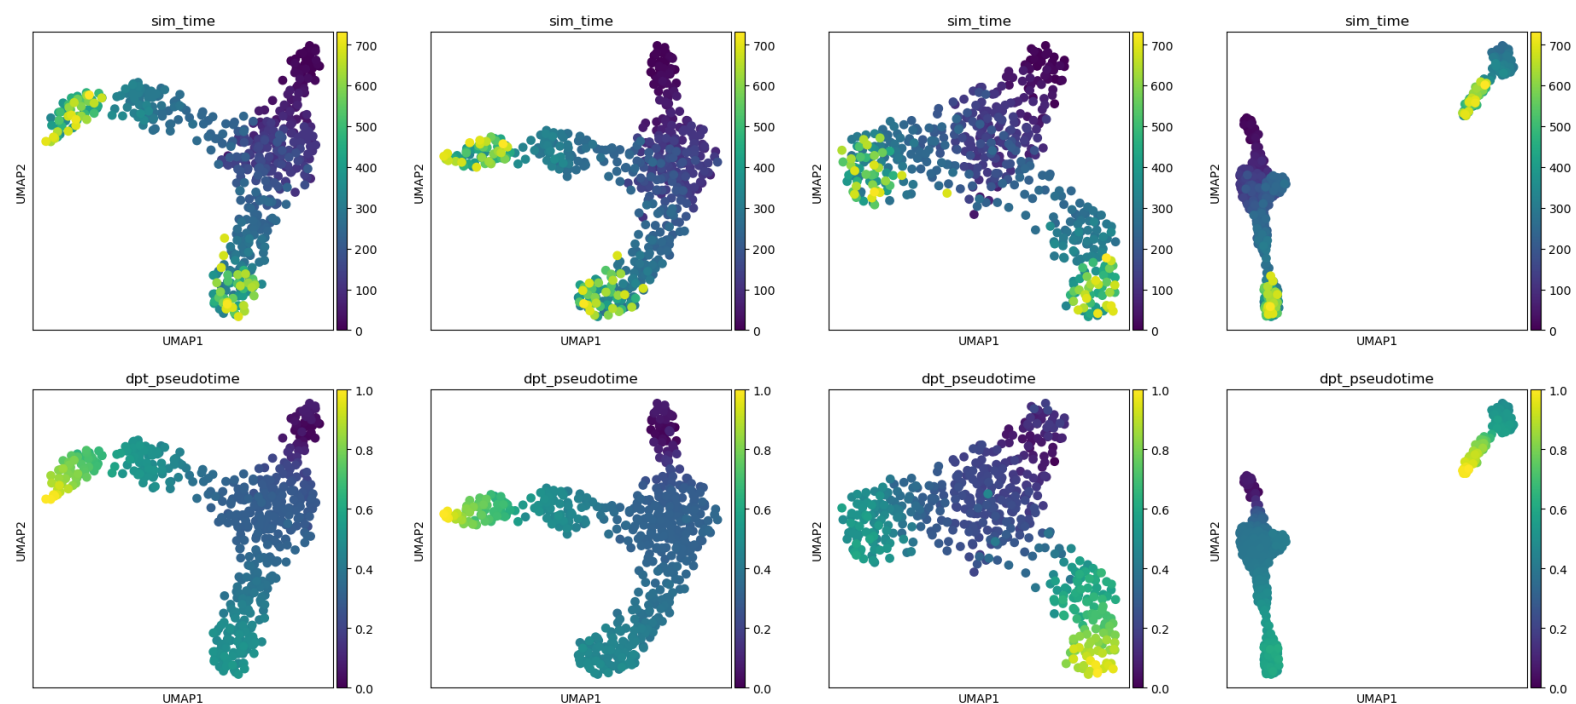 sim_time sim_time sim_time sim_time
700 700 700 700
600 600 600 600
500 500 500 500
400 400 400 400
300 300 300 300
200 200 200 200
100 100 100 100
0 0 0 0
UMAP2 UMAP2 UMAP2 UMAP2
UMAP1 UMAP1 UMAP1 UMAP1
dpt_pseudotime dpt_pseudotime dpt_pseudotime dpt_pseudotime
1.0 1.0 1.0 1.0
0.8 0.8 0.8 0.8
0.6 0.6 0.6 0.6
0.4 0.4 0.4 0.4
0.2 0.2 0.2 0.2
0.0 0.0 0.0 0.0
UMAP2 UMAP2 UMAP2 UMAP2
UMAP1 UMAP1 UMAP1 UMAP1